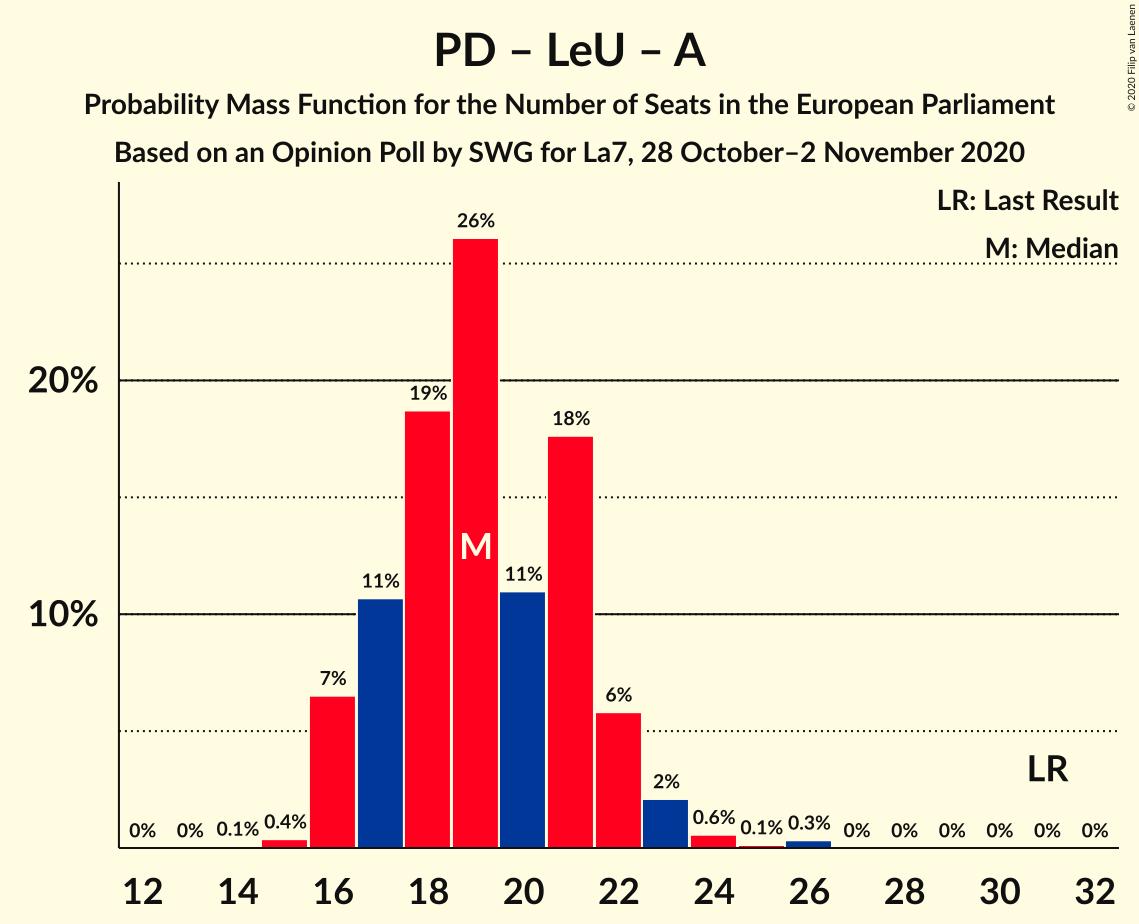 PD – LeU – A
Probability Mass Function for the Number of Seats in the European Parliament
Based on an Opinion Poll by SWG for La7, 28 October–2 November 2020
© 2020 Filip van Laenen
LR: Last Result
M: Median
20%
10%
0%
0%
0.1%
0.4%
7%
11%
19%
26%
11%
18%
6%
2%
0.6%
0.1%
0.3%
0%
0%
0%
0%
0%
0%
M
LR
12 14 16 18 20 22 24 26 28 30 32